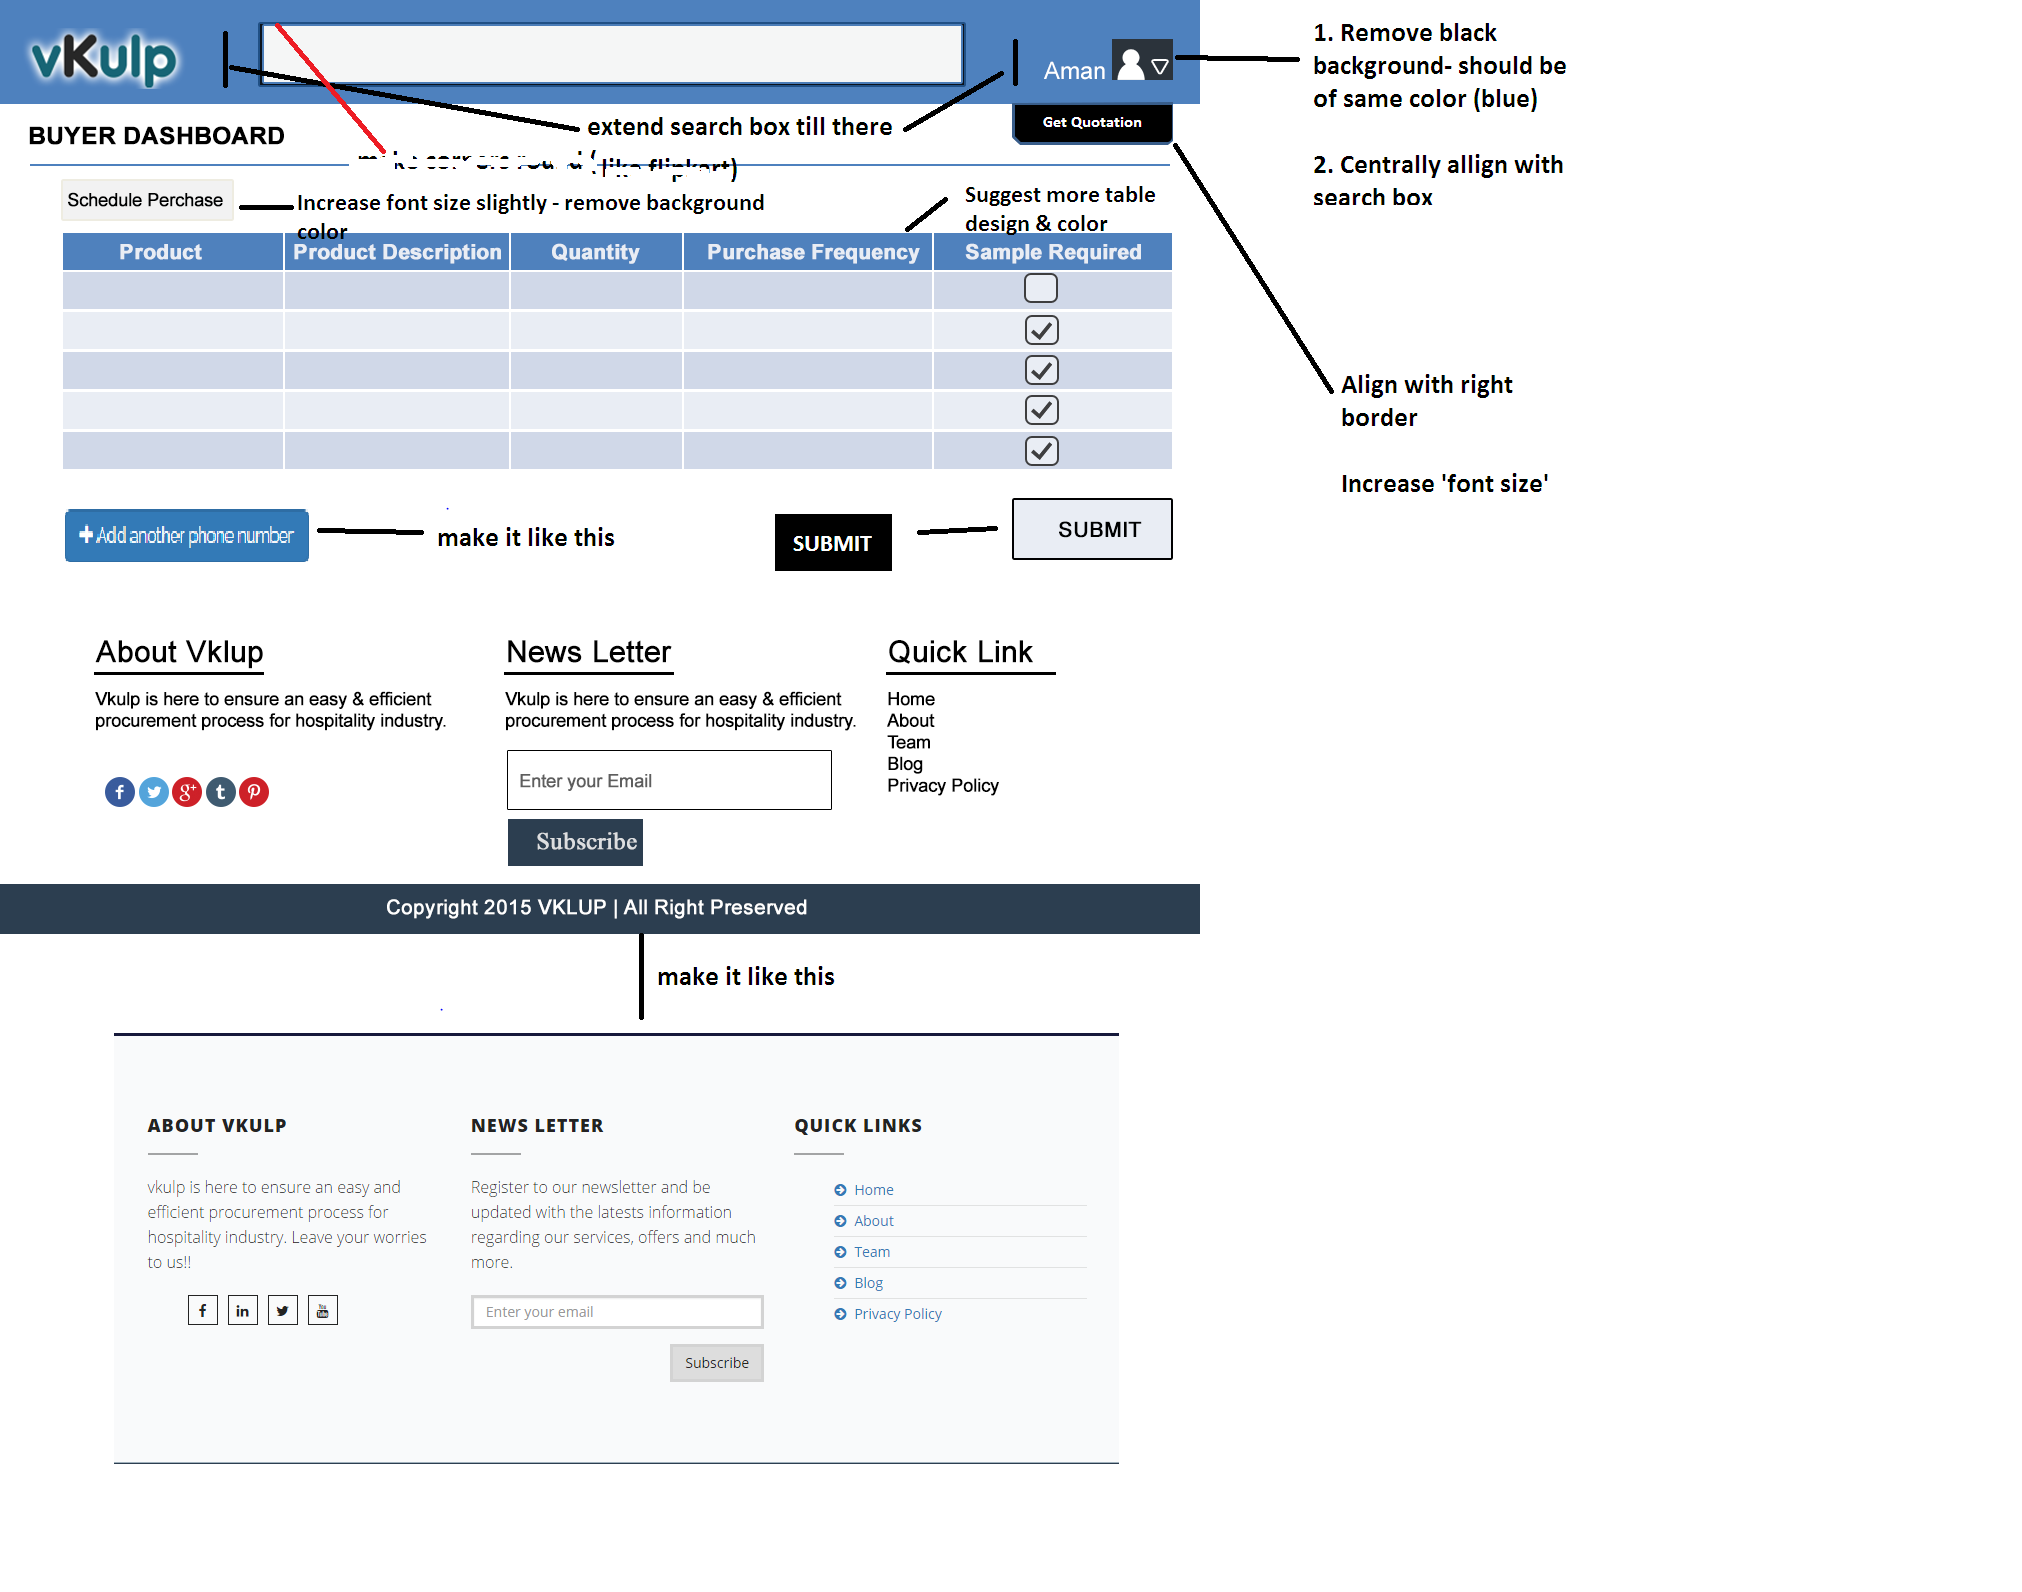 vKulp
Aman
1. Remove black
background- should be
of same color (blue)
2. Centrally allign with
search box
extend search box till there
Get Quotation
BUYER DASHBOARD
make corners round (like flipkart)
Schedule Perchase
Increase font size slightly - remove background
color
Suggest more table
design & color
Product Product Description Quantity Purchase Frequency Sample Required
Align with right
border
Increase 'font size'
Add another phone number
make it like this
SUBMIT
SUBMIT
About Vklup
Vkulp is here to ensure an easy & efficient
procurement process for hospitality industry.
News Letter
Vkulp is here to ensure an easy & efficient
procurement process for hospitality industry.
Enter your Email
Subscribe
Quick Link
Home
About
Team
Blog
Privacy Policy
Copyright 2015 VKLUP | All Right Preserved
make it like this
ABOUT VKULP
vkulp is here to ensure an easy and
efficient procurement process for
hospitality industry. Leave your worries
to us!!
NEWS LETTER
Register to our newsletter and be
updated with the latests information
regarding our services, offers and much
more.
Enter your email
Subscribe
QUICK LINKS
Home
About
Team
Blog
Privacy Policy